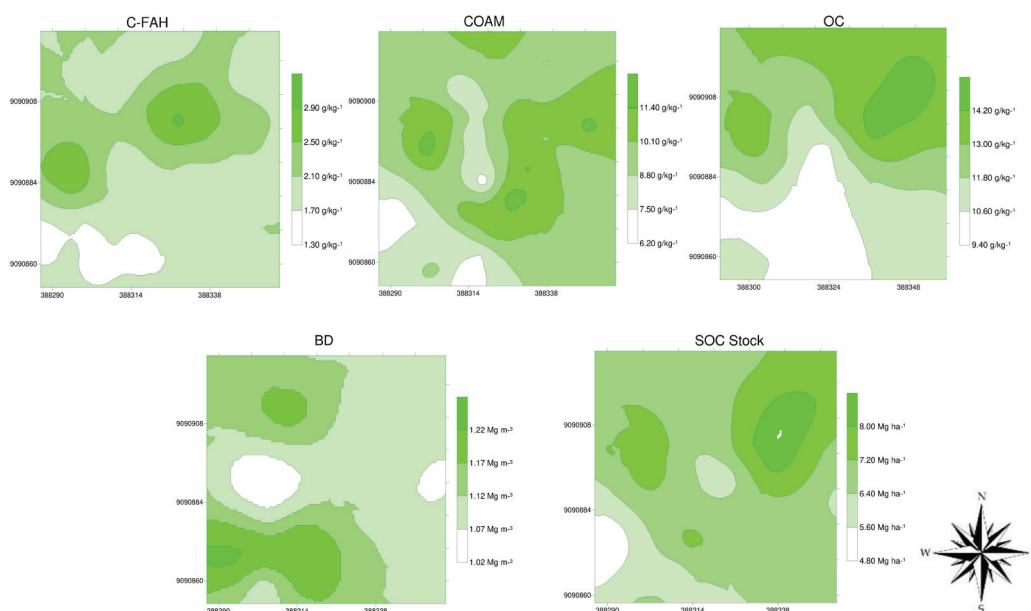 C-FAH
9090908
9090884
9090860
388290 388314 388338
2.90 g/kg⁻¹
2.50 g/kg⁻¹
2.10 g/kg⁻¹
1.70 g/kg⁻¹
1.30 g/kg⁻¹
COAM
9090908
9090884
9090860
388290 388314 388338
11.40 g/kg⁻¹
10.10 g/kg⁻¹
8.80 g/kg⁻¹
7.50 g/kg⁻¹
6.20 g/kg⁻¹
OC
9090908
9090884
9090860
388300 388324 388348
14.20 g/kg⁻¹
13.00 g/kg⁻¹
11.80 g/kg⁻¹
10.60 g/kg⁻¹
9.40 g/kg⁻¹
BD
9090908
9090884
9090860
388290 388314 388338
1.22 Mg m⁻³
1.17 Mg m⁻³
1.12 Mg m⁻³
1.07 Mg m⁻³
1.02 Mg m⁻³
SOC Stock
9090908
9090884
9090860
388290 388314 388338
8.00 Mg ha⁻¹
7.20 Mg ha⁻¹
6.40 Mg ha⁻¹
5.60 Mg ha⁻¹
4.80 Mg ha⁻¹
N
W E
S